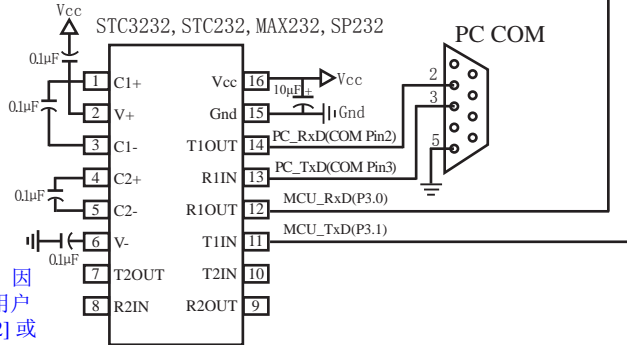 Vcc
STC3232, STC232, MAX232, SP232
PC COM
0.1μF
0.1μF
0.1μF
0.1μF
1 C1+
2 V+
3 C1-
4 C2+
5 C2-
6 V-
7 T2OUT
8 R2IN
Vcc 16
Gnd 15
T1OUT 14
R1IN 13
R1OUT 12
T1IN 11
T2IN 10
R2OUT 9
10μF +
Vcc
Gnd
PC_RxD(COM Pin2)
PC_TxD(COM Pin3)
MCU_RxD(P3.0)
MCU_TxD(P3.1)
2
3
5
因
用户
2] 或